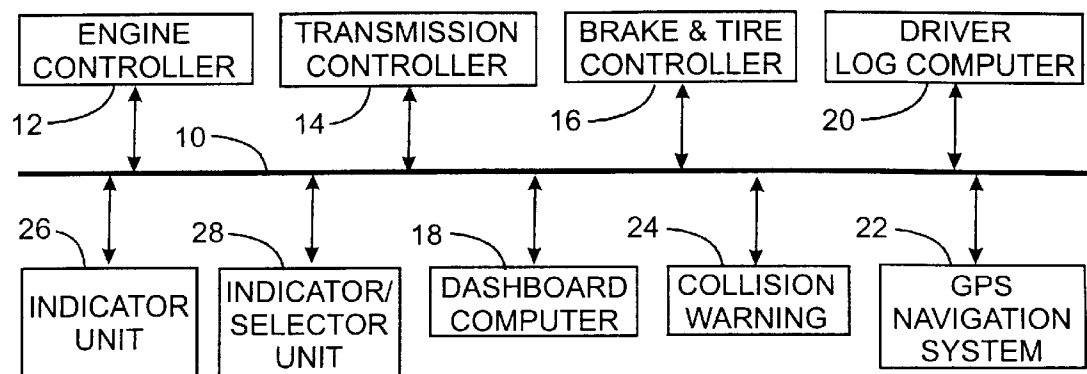 ENGINE
CONTROLLER
TRANSMISSION
CONTROLLER
BRAKE & TIRE
CONTROLLER
DRIVER
LOG COMPUTER
12
10
14
16
20
26
28
18
24
22
INDICATOR
UNIT
INDICATOR/
SELECTOR
UNIT
DASHBOARD
COMPUTER
COLLISION
WARNING
GPS
NAVIGATION
SYSTEM